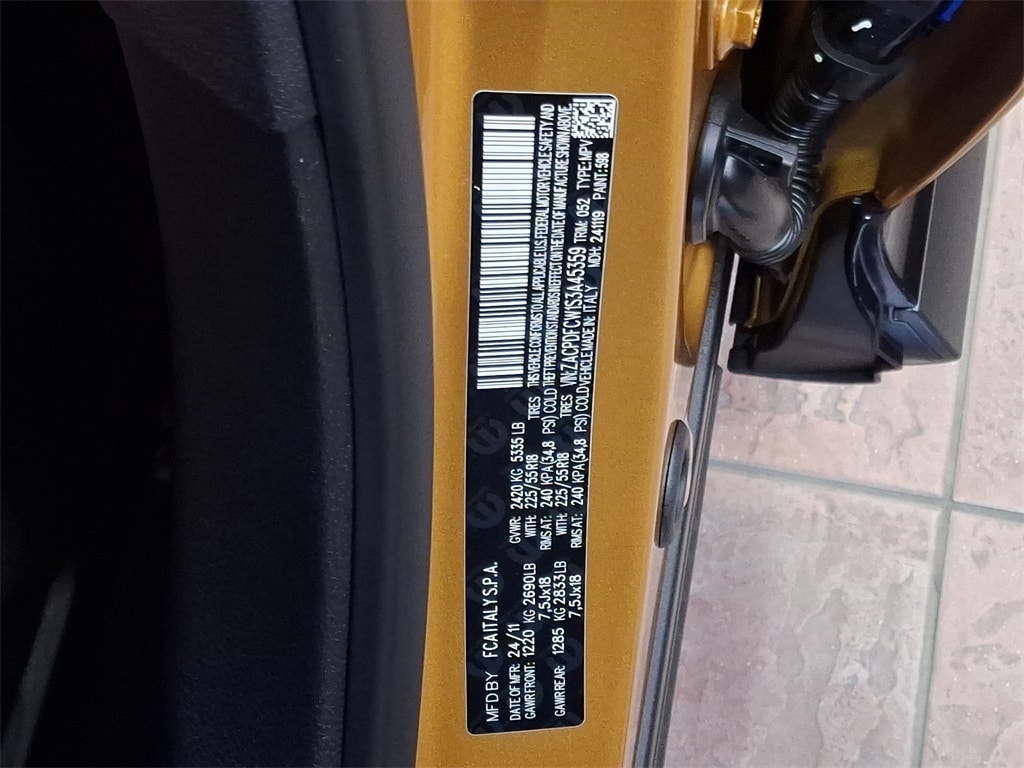 MFD BY FCA ITALY S.P.A.
DATE OF MFR: 24/11 GVWR: 2420 KG 5335 LB
GAWR FRONT: 1220 KG 2690LB WITH: 225/55R18 TIRES
7,5Jx18 RIMS AT: 240 KPA(34,8 PSI) COLD
GAWR REAR: 1285 KG 2833LB WITH: 225/55R18 TIRES
7,5Jx18 RIMS AT: 240 KPA(34,8 PSI) COLD
THIS VEHICLE CONFORMS TO ALL APPLICABLE U.S. FEDERAL MOTOR VEHICLE SAFETY AND
THEFT PREVENTION STANDARDS IN EFFECT ON THE DATE OF MANUFACTURE SHOWN ABOVE.
VIN: ZACPDFCW1S3A45359 TRIM: 052 TYPE: MPV
VEHICLE MADE IN: ITALY MDH: 241119 PAINT: 598